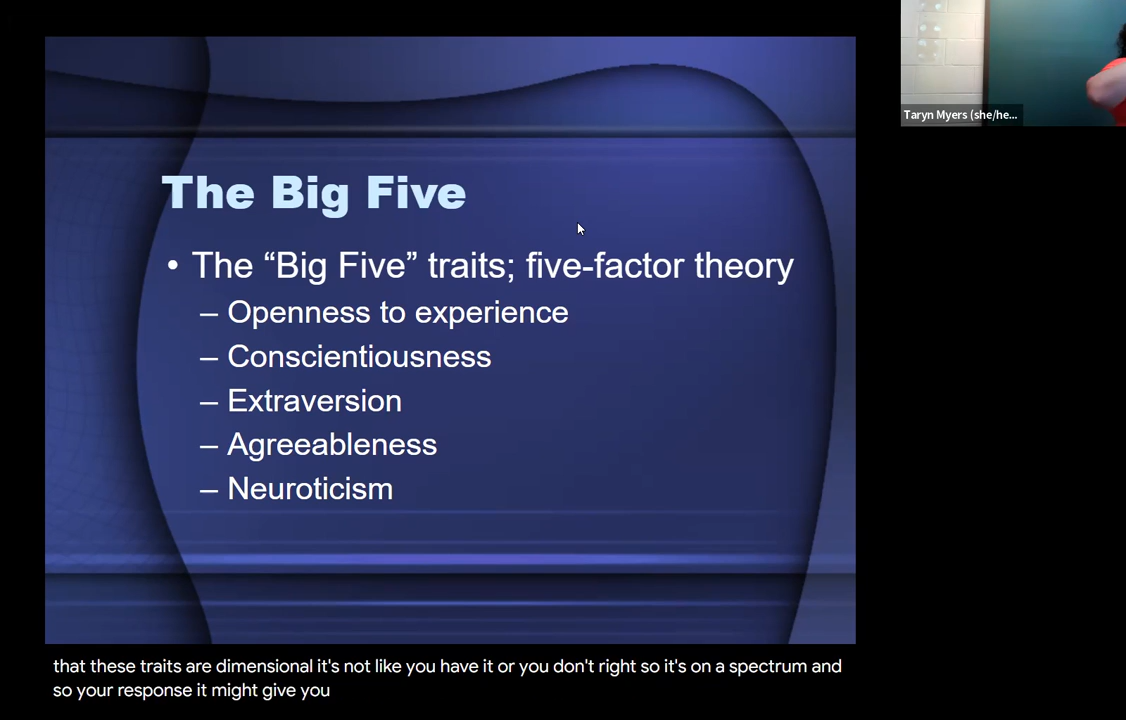 The Big Five
• The “Big Five” traits; five-factor theory
– Openness to experience
– Conscientiousness
– Extraversion
– Agreeableness
– Neuroticism
Taryn Myers (she/he...
that these traits are dimensional it's not like you have it or you don't right so it's on a spectrum and
so your response it might give you